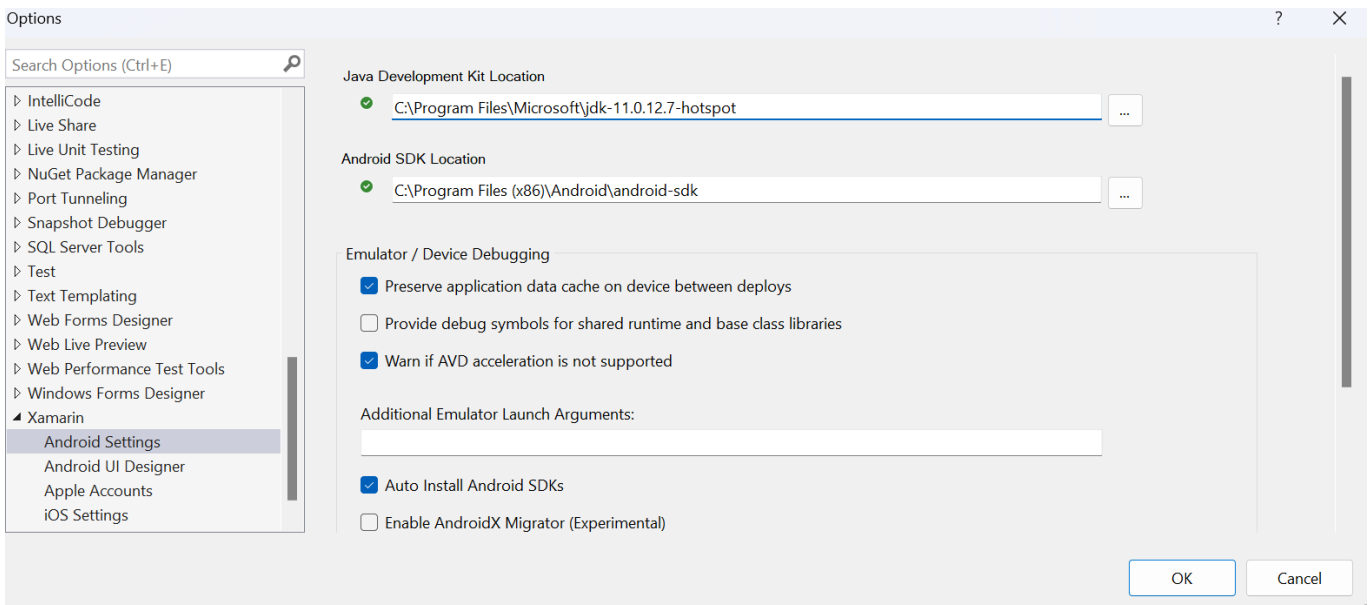 Options
?
Search Options (Ctrl+E)
IntelliCode
Live Share
Live Unit Testing
NuGet Package Manager
Port Tunneling
Snapshot Debugger
SQL Server Tools
Test
Text Templating
Web Forms Designer
Web Live Preview
Web Performance Test Tools
Windows Forms Designer
Xamarin
Android Settings
Android UI Designer
Apple Accounts
iOS Settings
Java Development Kit Location
C:\Program Files\Microsoft\jdk-11.0.12.7-hotspot
...
Android SDK Location
C:\Program Files (x86)\Android\android-sdk
...
Emulator / Device Debugging
Preserve application data cache on device between deploys
Provide debug symbols for shared runtime and base class libraries
Warn if AVD acceleration is not supported
Additional Emulator Launch Arguments:
Auto Install Android SDKs
Enable AndroidX Migrator (Experimental)
OK
Cancel